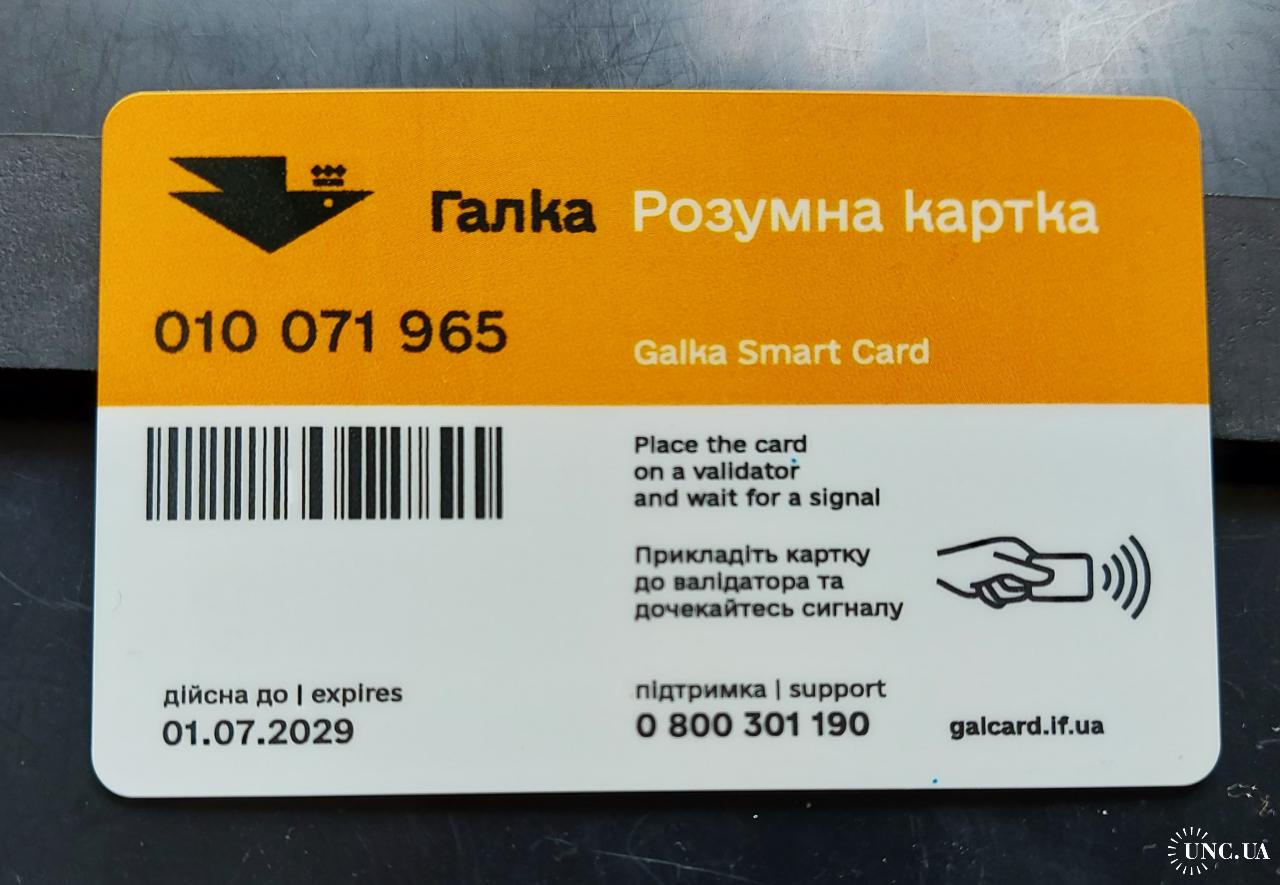 Галка Розумна картка
010 071 965
Galka Smart Card
Place the card
on a validator
and wait for a signal
Прикладіть картку
до валідатора та
дочекайтесь сигналу
дійсна до | expires
01.07.2029
підтримка | support
0 800 301 190
galcard.if.ua
UNC.UA